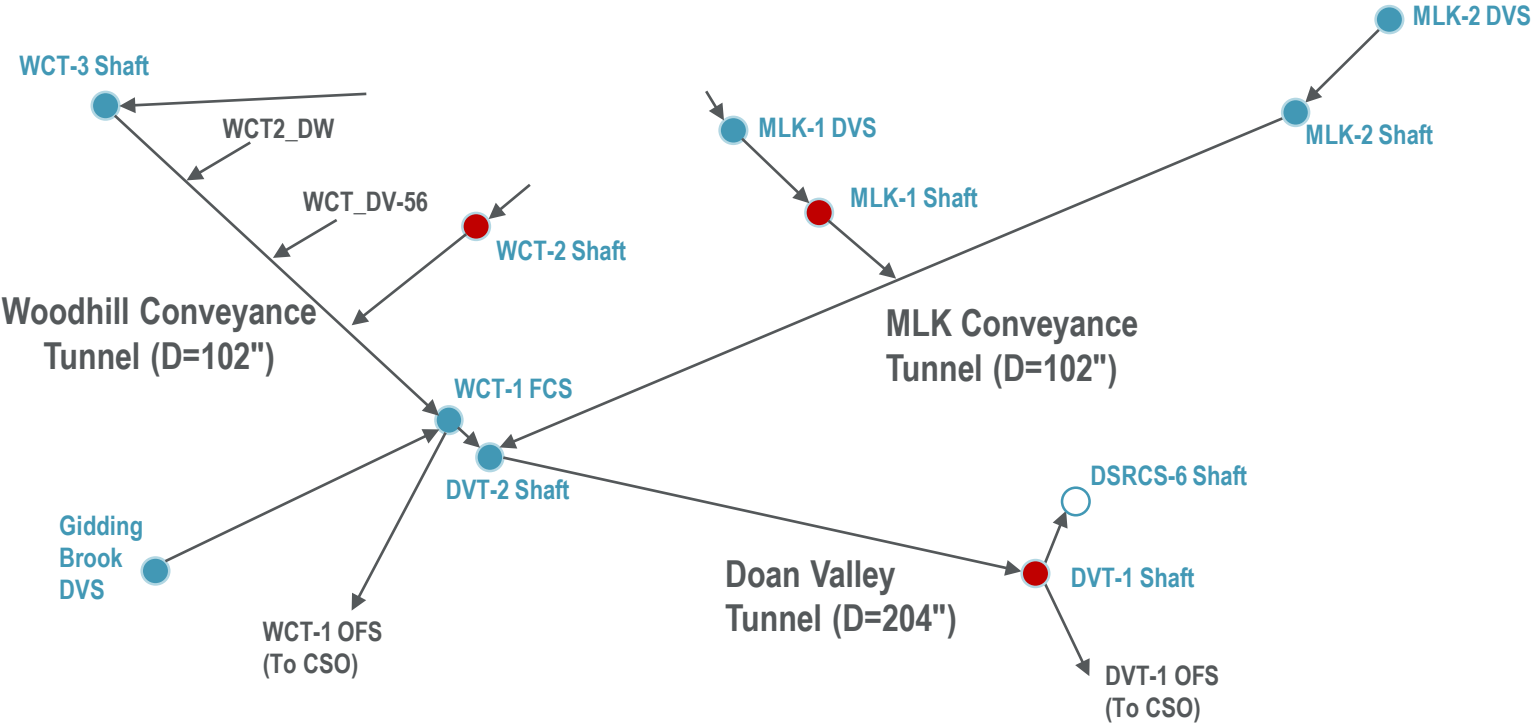 MLK-2 DVS
WCT-3 Shaft
WCT2_DW
MLK-1 DVS
MLK-2 Shaft
WCT_DV-56
MLK-1 Shaft
WCT-2 Shaft
Woodhill Conveyance
Tunnel (D=102")
MLK Conveyance
Tunnel (D=102")
WCT-1 FCS
DVT-2 Shaft
DSRCS-6 Shaft
Gidding
Brook
DVS
Doan Valley
Tunnel (D=204")
DVT-1 Shaft
WCT-1 OFS
(To CSO)
DVT-1 OFS
(To CSO)